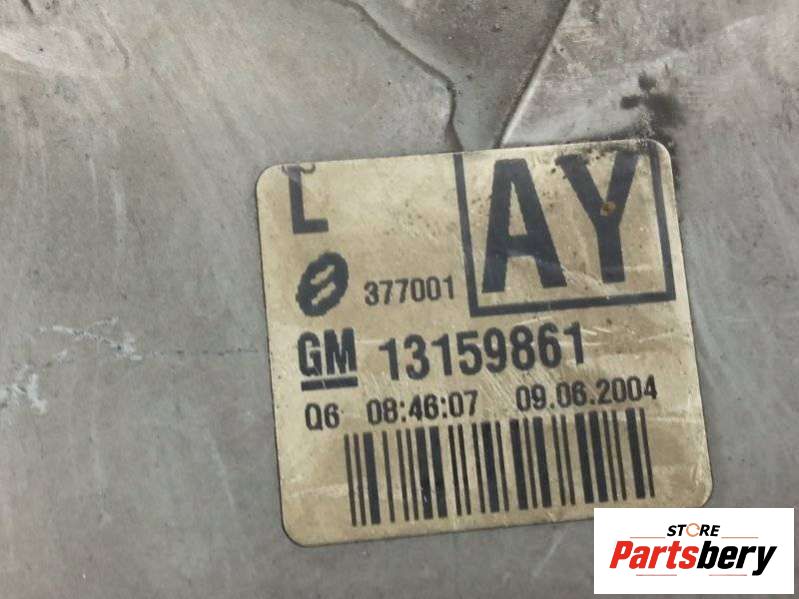 L
AY
377001
GM 13159861
Q6 08:46:07 09.06.2004
STORE
Partsbery